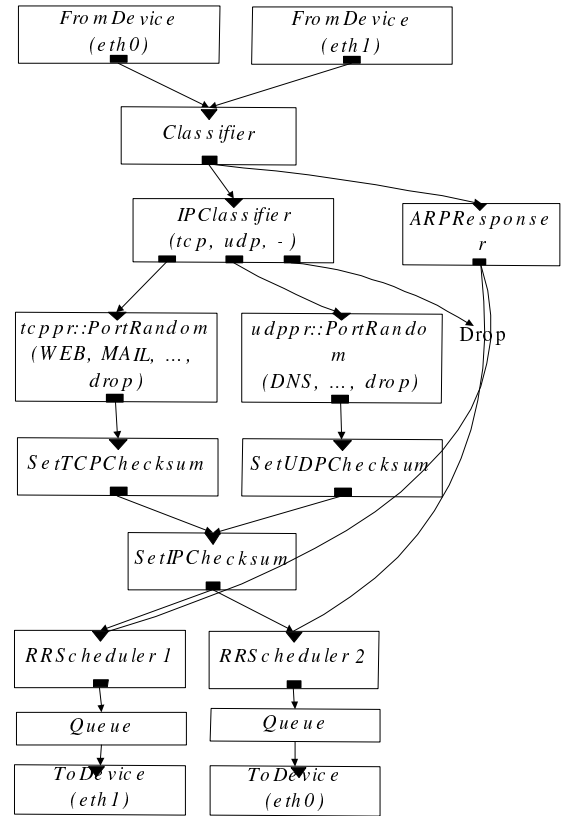 FromDevice
(eth0)
FromDevice
(eth1)
Classifier
IPClassifier
(tcp, udp, -)
ARPResponse
r
tcppr::PortRandom
(WEB, MAIL, ...,
drop)
udppr::PortRando
m
(DNS, ..., drop)
Drop
SetTCPChecksum
SetUDPChecksum
SetIPChecksum
RRScheduler1
RRScheduler2
Queue
Queue
ToDevice
(eth1)
ToDevice
(eth0)